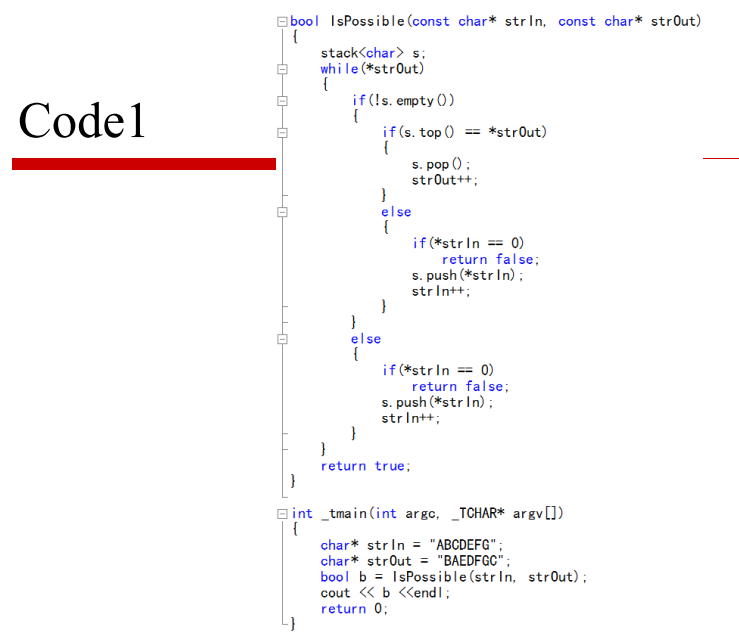 Code1
bool IsPossible(const char* strIn, const char* strOut)
{
    stack<char> s;
    while(*strOut)
    {
        if(!s.empty())
        {
            if(s.top() == *strOut)
            {
                s.pop();
                strOut++;
            }
            else
            {
                if(*strIn == 0)
                    return false;
                s.push(*strIn);
                strIn++;
            }
        }
        else
        {
            if(*strIn == 0)
                return false;
            s.push(*strIn);
            strIn++;
        }
    }
    return true;
}
int _tmain(int argc, _TCHAR* argv[])
{
    char* strIn = "ABCDEFG";
    char* strOut = "BAEDFGC";
    bool b = IsPossible(strIn, strOut);
    cout << b <<endl;
    return 0;
}